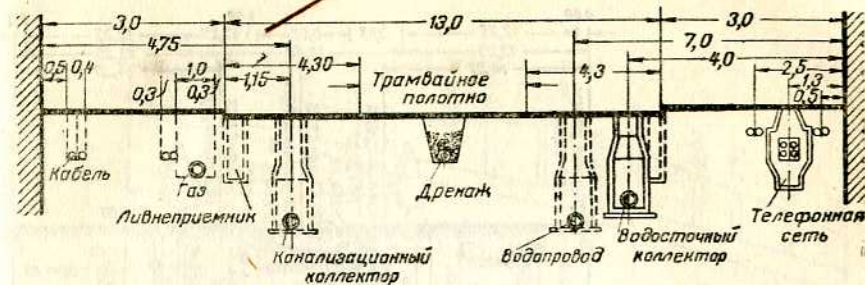 3,0
13,0
3,0
4,75
7,0
4,30
4,0
0,5
0,4
1,0
1,15
Трамвайное
полотно
4,3
2,5
1,3
0,5
0,3
0,3
Кабель
Газ
Ливнеприемник
Дренаж
Канализационный
коллектор
Водопровод
Водосточный
коллектор
Телефонная
сеть